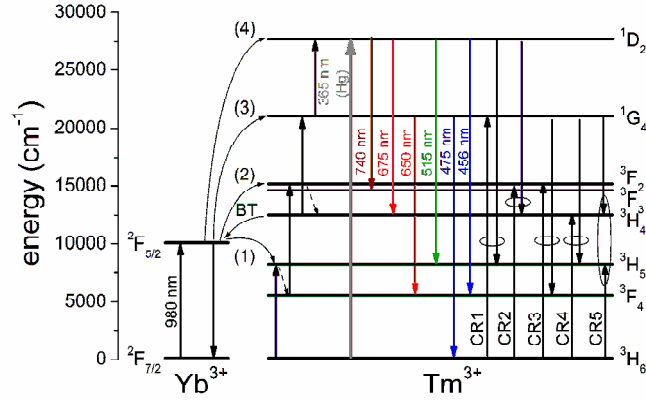 30000
25000
20000
15000
10000
5000
0
energy (cm⁻¹)
(4)
(3)
(2)
BT
(1)
²F₅/₂
²F₇/₂
980 nm
Yb³⁺
365 nm
(Hg)
740 nm
675 nm
650 nm
515 nm
475 nm
456 nm
CR1
CR2
CR3
CR4
CR5
¹D₂
¹G₄
³F₂
³F₃
³H₄
³H₅
³F₄
³H₆
Tm³⁺